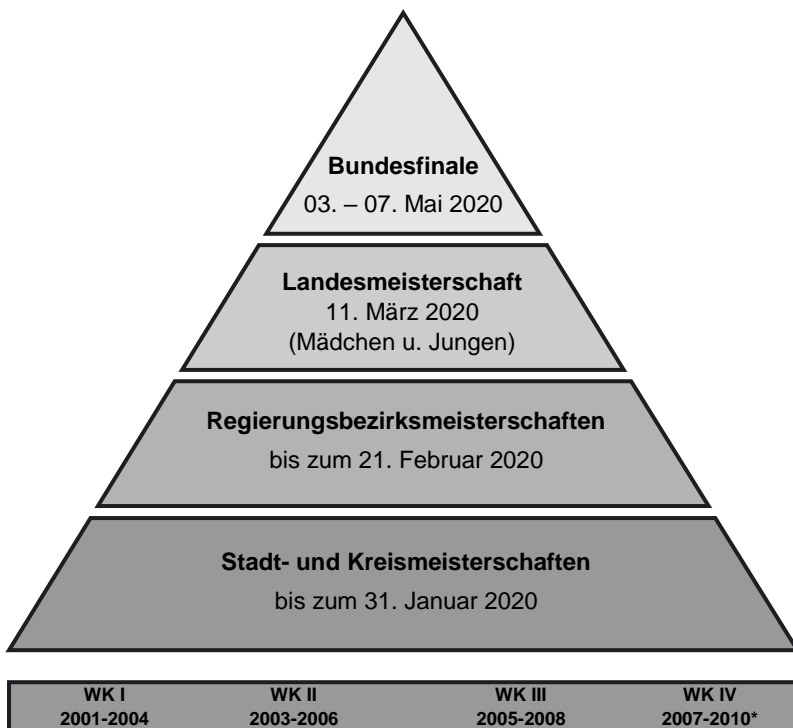 Bundesfinale
03. – 07. Mai 2020
Landesmeisterschaft
11. März 2020
(Mädchen u. Jungen)
Regierungsbezirksmeisterschaften
bis zum 21. Februar 2020
Stadt- und Kreismeisterschaften
bis zum 31. Januar 2020
WK I WK II WK III WK IV
2001-2004 2003-2006 2005-2008 2007-2010*